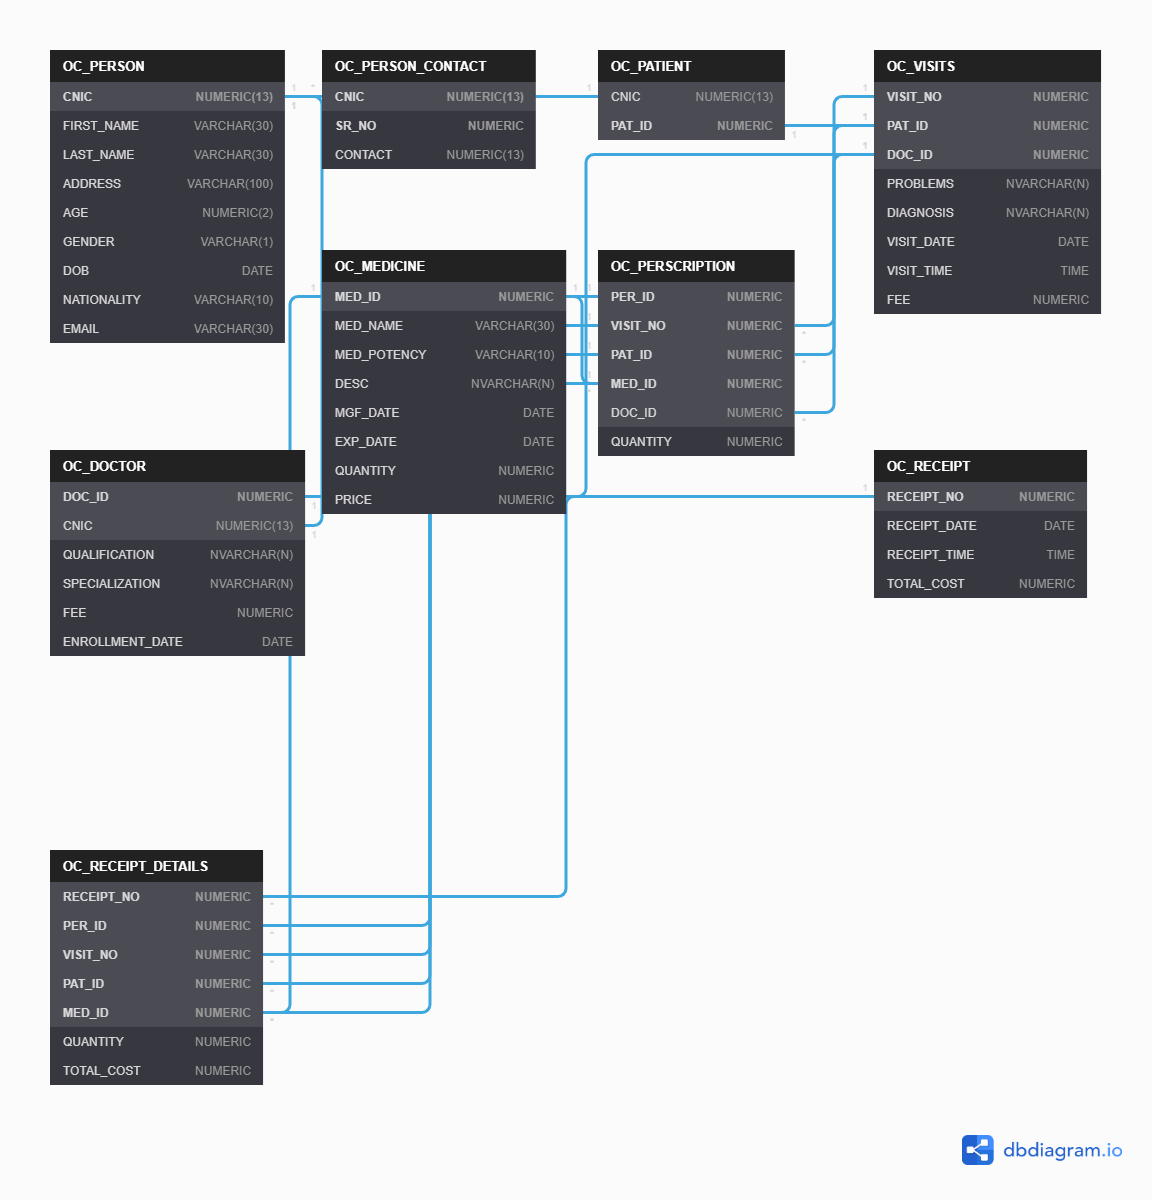 OC_PERSON
CNIC NUMERIC(13)
FIRST_NAME VARCHAR(30)
LAST_NAME VARCHAR(30)
ADDRESS VARCHAR(100)
AGE NUMERIC(2)
GENDER VARCHAR(1)
DOB DATE
NATIONALITY VARCHAR(10)
EMAIL VARCHAR(30)
OC_PERSON_CONTACT
CNIC NUMERIC(13)
SR_NO NUMERIC
CONTACT NUMERIC(13)
OC_PATIENT
CNIC NUMERIC(13)
PAT_ID NUMERIC
OC_VISITS
VISIT_NO NUMERIC
PAT_ID NUMERIC
DOC_ID NUMERIC
PROBLEMS NVARCHAR(N)
DIAGNOSIS NVARCHAR(N)
VISIT_DATE DATE
VISIT_TIME TIME
FEE NUMERIC
OC_MEDICINE
MED_ID NUMERIC
MED_NAME VARCHAR(30)
MED_POTENCY VARCHAR(10)
DESC NVARCHAR(N)
MGF_DATE DATE
EXP_DATE DATE
QUANTITY NUMERIC
PRICE NUMERIC
OC_PERSCRIPTION
PER_ID NUMERIC
VISIT_NO NUMERIC
PAT_ID NUMERIC
MED_ID NUMERIC
DOC_ID NUMERIC
QUANTITY NUMERIC
OC_DOCTOR
DOC_ID NUMERIC
CNIC NUMERIC(13)
QUALIFICATION NVARCHAR(N)
SPECIALIZATION NVARCHAR(N)
FEE NUMERIC
ENROLLMENT_DATE DATE
OC_RECEIPT
RECEIPT_NO NUMERIC
RECEIPT_DATE DATE
RECEIPT_TIME TIME
TOTAL_COST NUMERIC
OC_RECEIPT_DETAILS
RECEIPT_NO NUMERIC
PER_ID NUMERIC
VISIT_NO NUMERIC
PAT_ID NUMERIC
MED_ID NUMERIC
QUANTITY NUMERIC
TOTAL_COST NUMERIC
dbdiagram.io